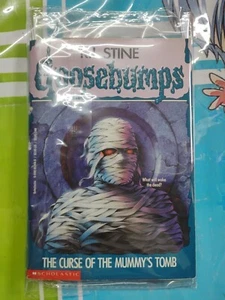 R.L. STINE
Goosebumps
What will wake
the dead?
THE CURSE OF THE MUMMY'S TOMB
SCHOLASTIC